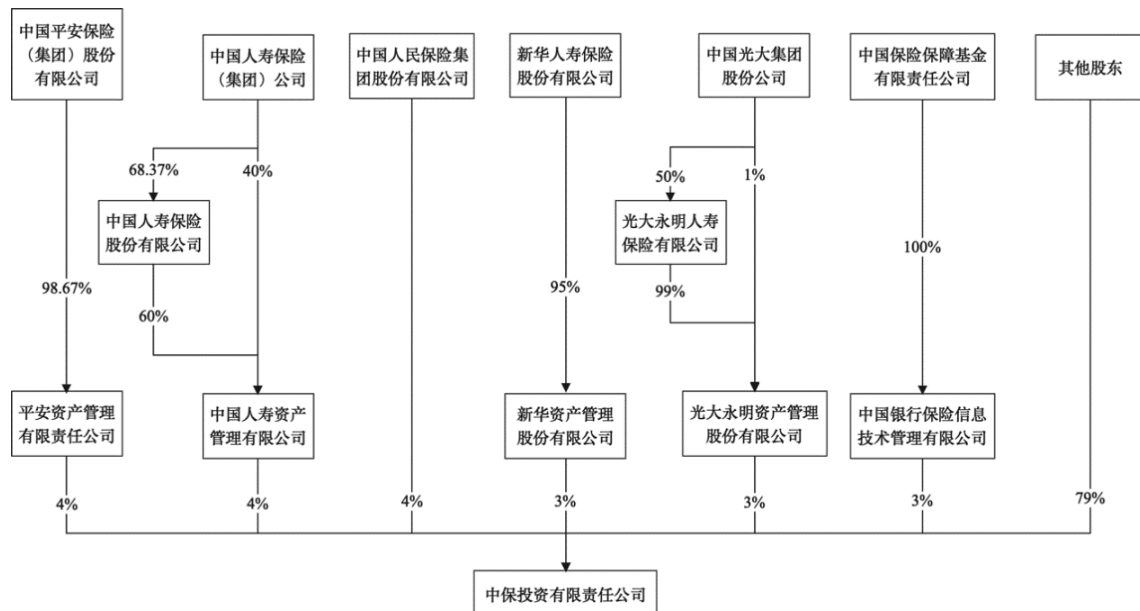 中国平安保险
（集团）股份
有限公司
中国人寿保险
（集团）公司
中国人民保险集
团股份有限公司
新华人寿保险
股份有限公司
中国光大集团
股份公司
中国保险保障基金
有限责任公司
其他股东
68.37%
40%
50%
1%
中国人寿保险
股份有限公司
光大永明人寿
保险有限公司
100%
98.67%
60%
95%
99%
平安资产管理
有限责任公司
中国人寿资产
管理有限公司
新华资产管理
股份有限公司
光大永明资产管理
股份有限公司
中国银行保险信息
技术管理有限公司
4%
4%
4%
3%
3%
3%
79%
中保投资有限责任公司